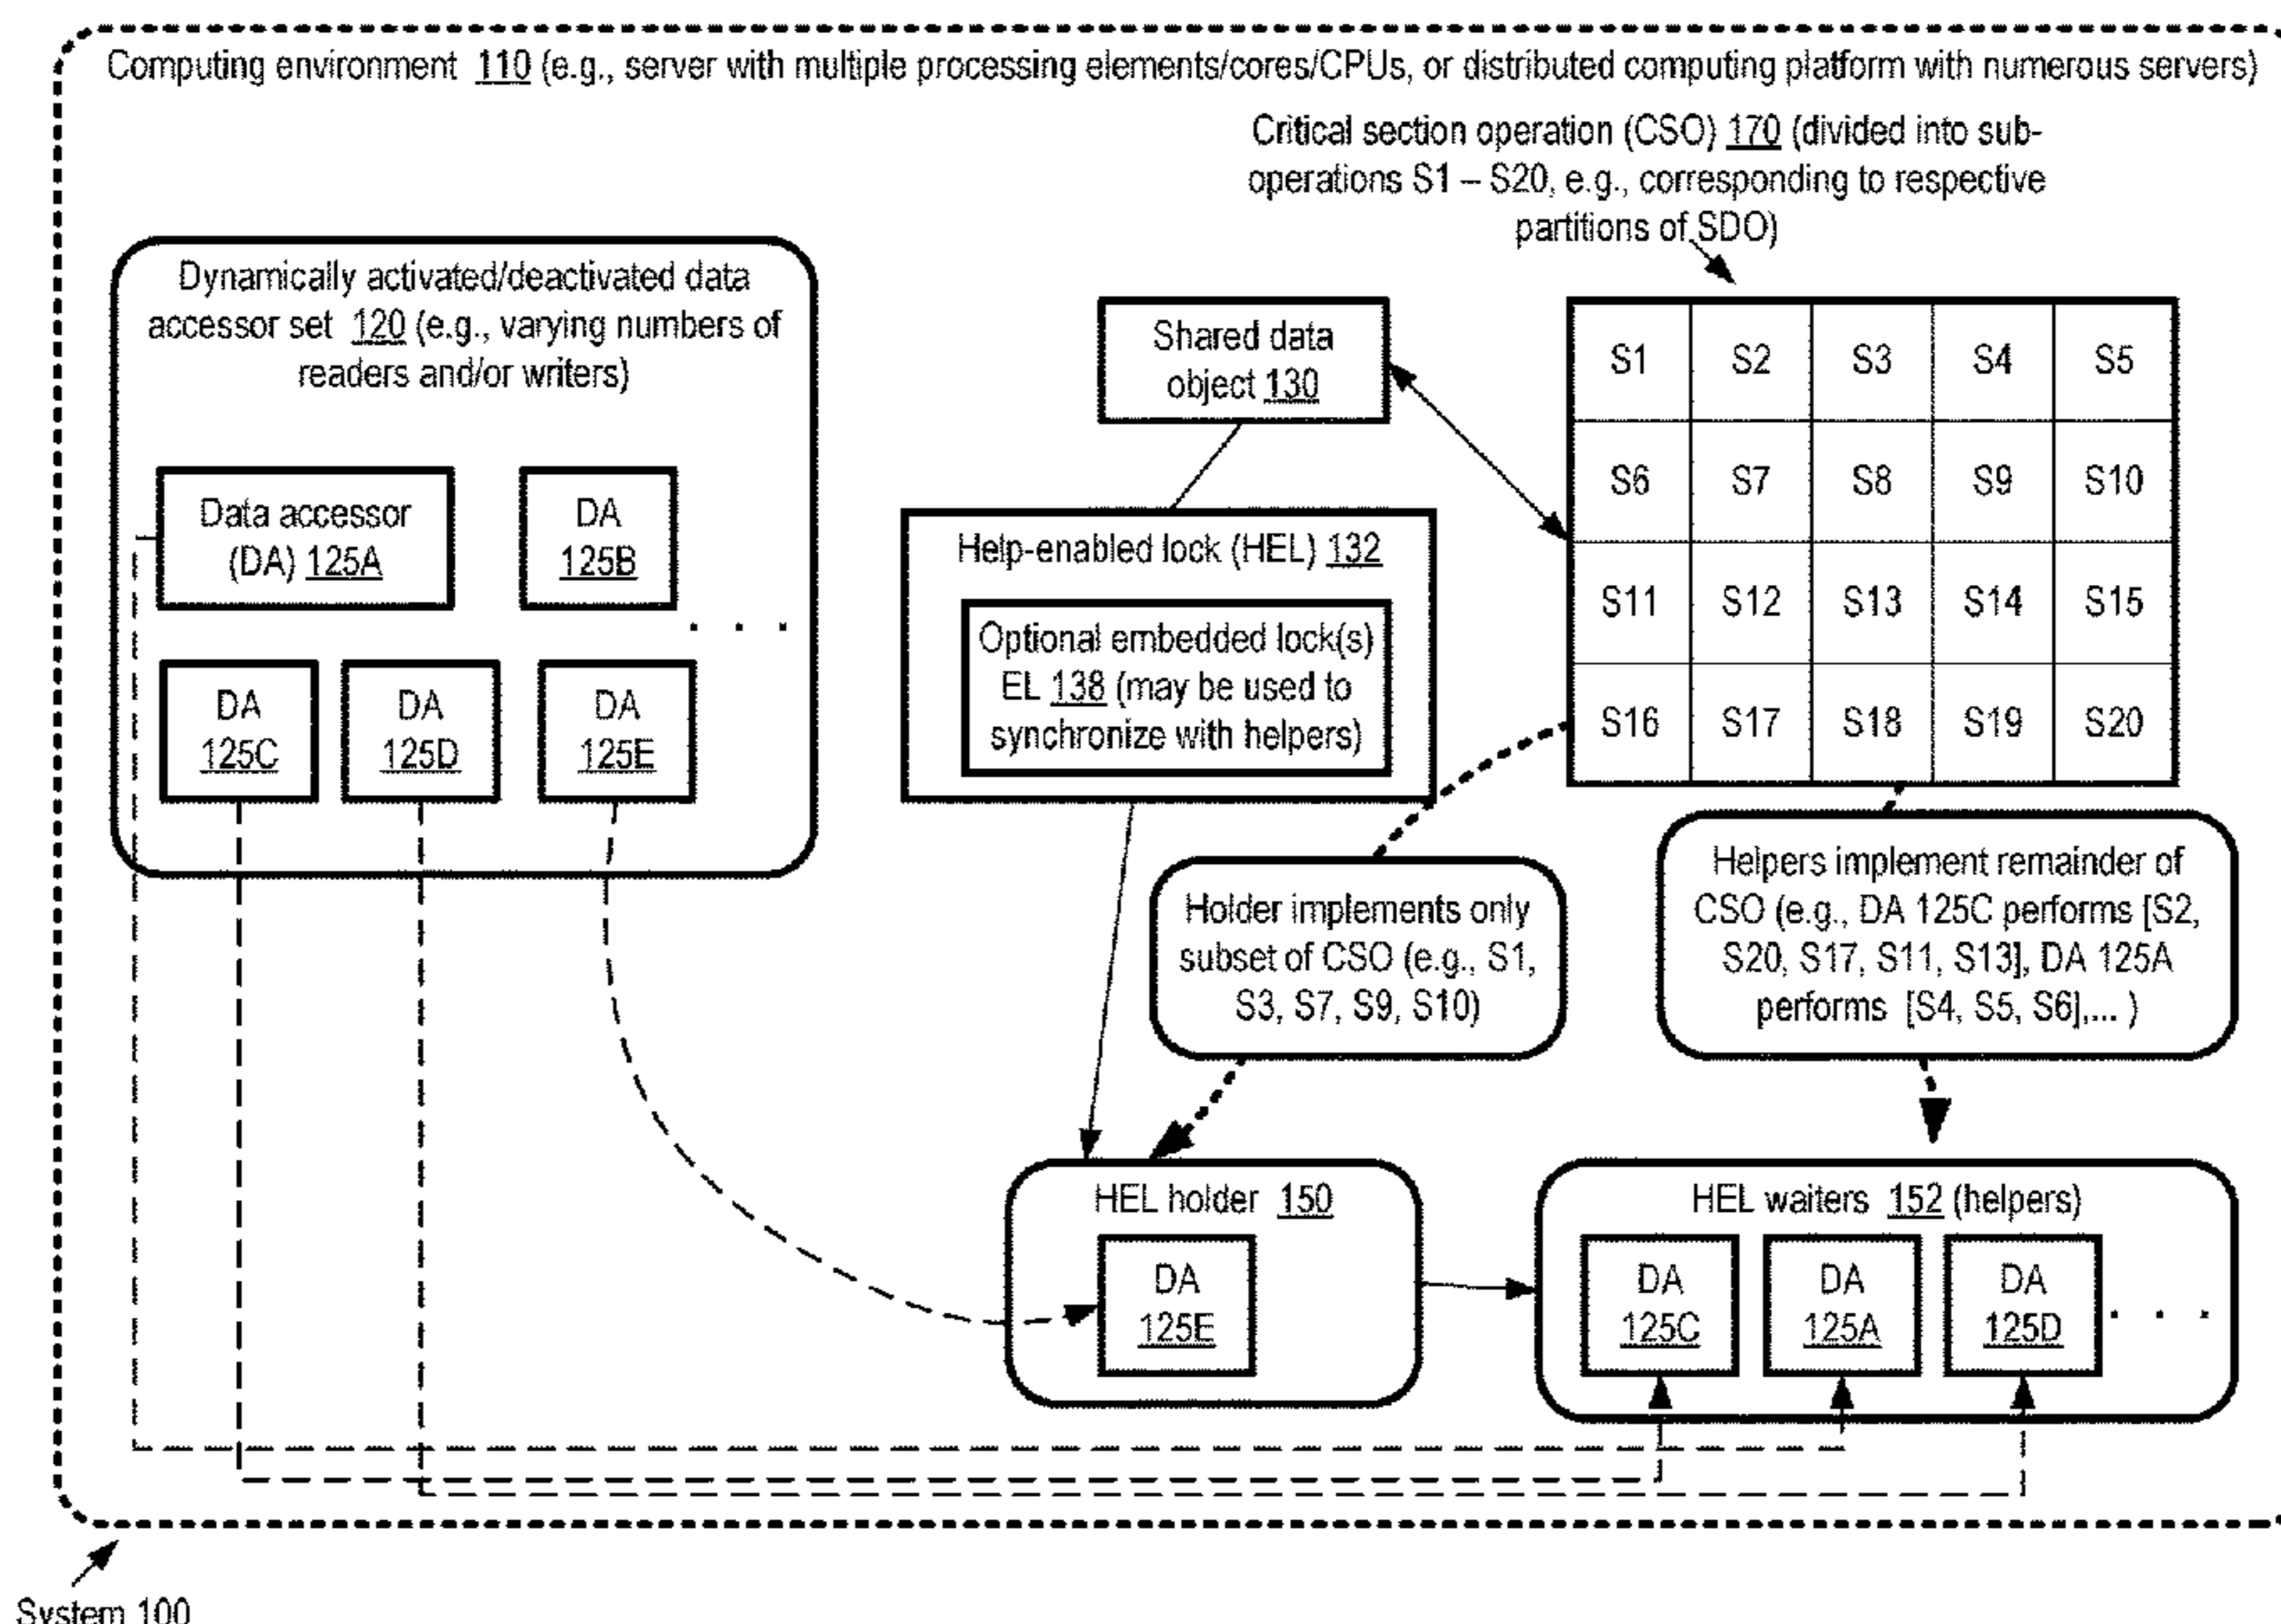 Computing environment 110 (e.g., server with multiple processing elements/cores/CPUs, or distributed computing platform with numerous servers)
Critical section operation (CSO) 170 (divided into sub-
operations S1 – S20, e.g., corresponding to respective
partitions of SDO)
Dynamically activated/deactivated data
accessor set 120 (e.g., varying numbers of
readers and/or writers)
Data accessor
(DA) 125A
DA
125B
. . .
DA
125C
DA
125D
DA
125E
Shared data
object 130
Help-enabled lock (HEL) 132
Optional embedded lock(s)
EL 138 (may be used to
synchronize with helpers)
S1 S2 S3 S4 S5
S6 S7 S8 S9 S10
S11 S12 S13 S14 S15
S16 S17 S18 S19 S20
Holder implements only
subset of CSO (e.g., S1,
S3, S7, S9, S10)
Helpers implement remainder of
CSO (e.g., DA 125C performs [S2,
S20, S17, S11, S13], DA 125A
performs [S4, S5, S6],... )
HEL holder 150
DA
125E
HEL waiters 152 (helpers)
DA
125C
DA
125A
DA
125D
. . .
System 100